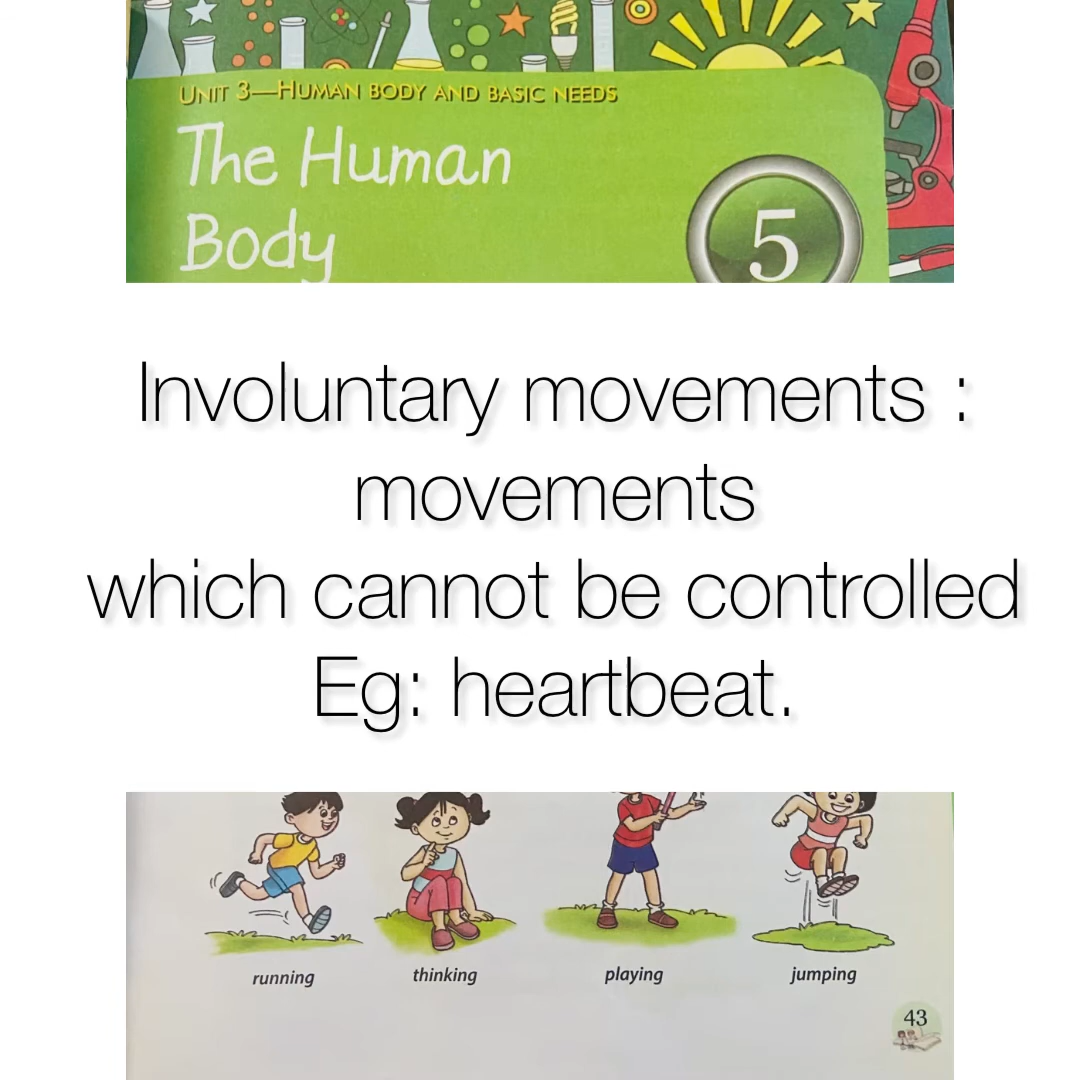 UNIT 3—HUMAN BODY AND BASIC NEEDS
The Human
Body
5
Involuntary movements :
movements
which cannot be controlled
Eg: heartbeat.
running thinking playing jumping
43